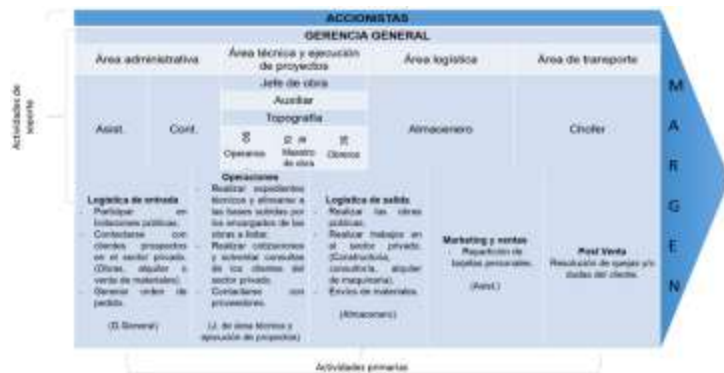 ACCIONISTAS
GERENCIA GENERAL
Área administrativa
Área técnica y ejecución
de proyectos
Área logística
Área de transporte
Actividades de
soporte
Jefe de obra
Auxiliar
Topografía
Asist.
Cont.
Operarios
Maestro
de obra
Obreros
Almacenero
Chofer
MARGEN
Logística de entrada
- Participar en
licitaciones públicas.
- Contactarse con
clientes prospectos
en el sector privado.
(Obras, alquiler o
venta de materiales).
- Generar orden de
pedido.
(G.General)
Operaciones
- Realizar expedientes
técnicos y alinearse a
las bases subidas por
los encargados de las
obras a licitar.
- Realizar cotizaciones
y solventar consultas
de los clientes del
sector privado.
- Contactarse con
proveedores.
(J. de área técnica y
ejecución de proyectos)
Logística de salida
- Realizar las obras
públicas.
- Realizar trabajos en
el sector privado.
(Constructora,
consultoría, alquiler
de maquinaria).
- Envíos de materiales.
(Almacenero)
Marketing y ventas
- Repartición de
tarjetas personales.
(Asist.)
Post Venta
Resolución de quejas y/o
dudas del cliente.
Actividades primarias